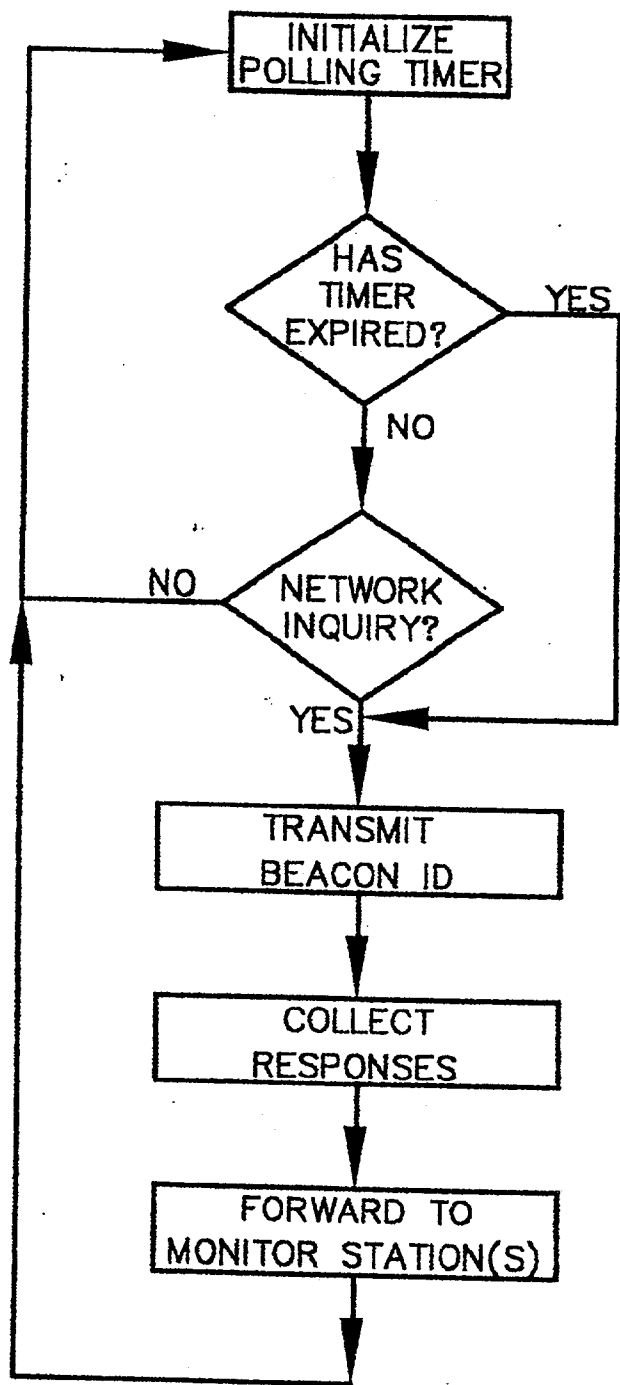 INITIALIZE
POLLING TIMER
HAS
TIMER
EXPIRED?
YES
NO
NETWORK
INQUIRY?
NO
YES
TRANSMIT
BEACON ID
COLLECT
RESPONSES
FORWARD TO
MONITOR STATION(S)